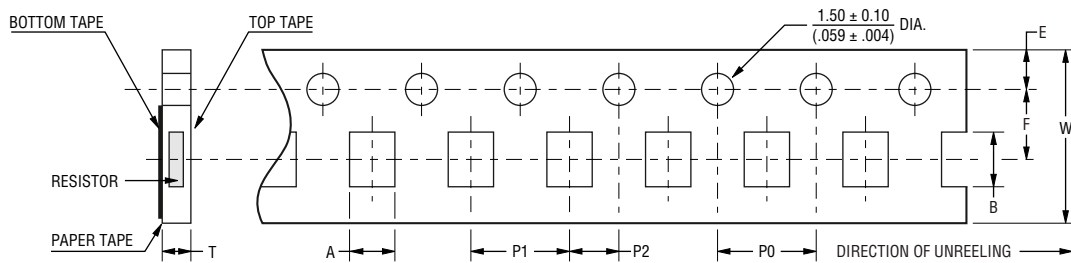 BOTTOM TAPE
TOP TAPE
1.50 ± 0.10
(.059 ± .004)
DIA.
E
F
W
RESISTOR
B
PAPER TAPE
T
A
P1
P2
P0
DIRECTION OF UNREELING